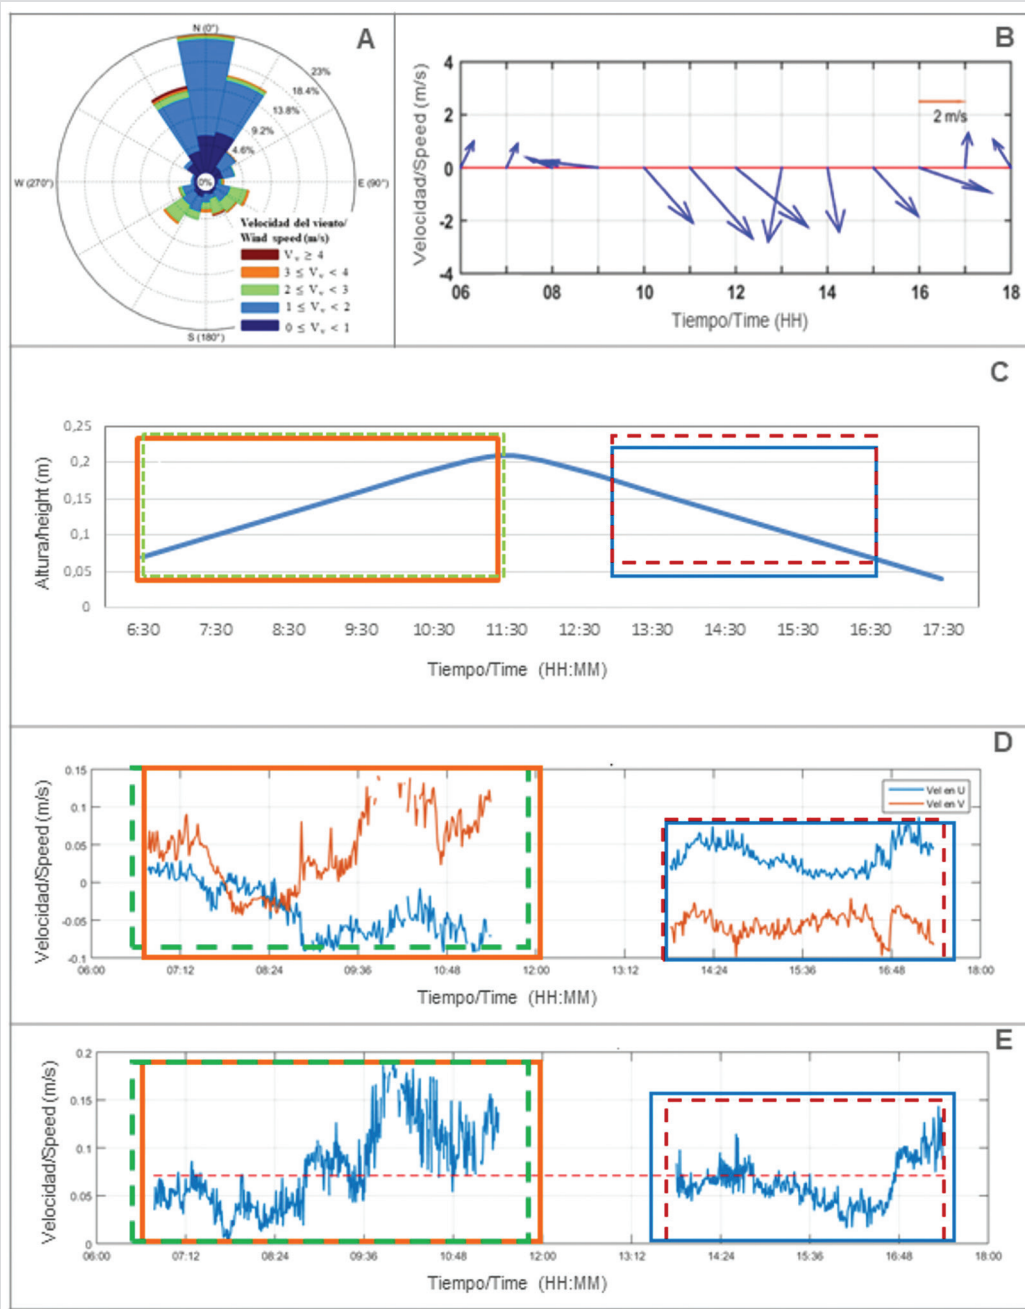 A
N (0°)
23%
18.4%
13.8%
9.2%
4.6%
0%
W (270°)
E (90°)
S (180°)
Velocidad del viento/
Wind speed (m/s)
V_v ≥ 4
3 ≤ V_v < 4
2 ≤ V_v < 3
1 ≤ V_v < 2
0 ≤ V_v < 1
B
Velocidad/Speed (m/s)
4
2
0
-2
-4
2 m/s
06 08 10 12 14 16 18
Tiempo/Time (HH)
C
Altura/height (m)
0,25
0,2
0,15
0,1
0,05
0
6:30 7:30 8:30 9:30 10:30 11:30 12:30 13:30 14:30 15:30 16:30 17:30
Tiempo/Time (HH:MM)
D
Velocidad/Speed (m/s)
0.15
0.1
0.05
0
-0.05
-0.1
Vel en U
Vel en V
06:00 07:12 08:24 09:36 10:48 12:00 13:12 14:24 15:36 16:48 18:00
Tiempo/Time (HH:MM)
E
Velocidad/Speed (m/s)
0.2
0.15
0.1
0.05
0
06:00 07:12 08:24 09:36 10:48 12:00 13:12 14:24 15:36 16:48 18:00
Tiempo/Time (HH:MM)